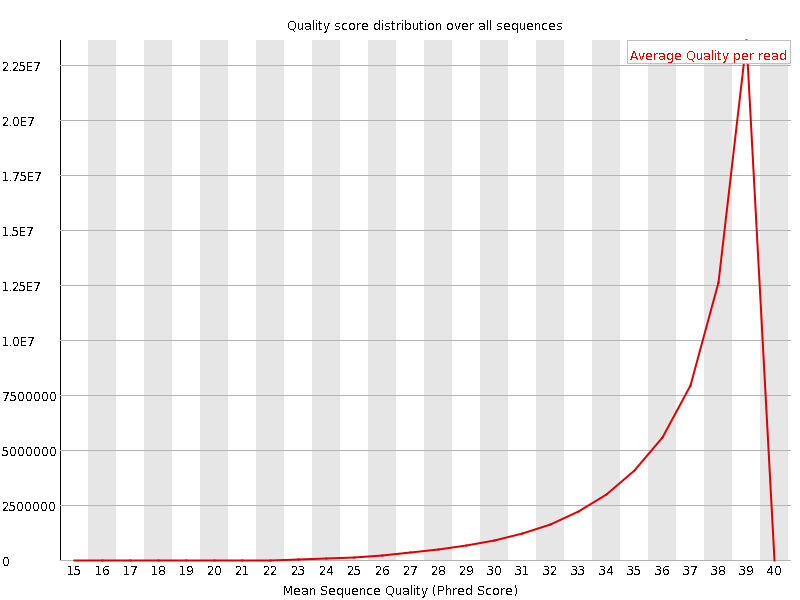 Quality score distribution over all sequences
Average Quality per read
2.25E7
2.0E7
1.75E7
1.5E7
1.25E7
1.0E7
7500000
5000000
2500000
0
15 16 17 18 19 20 21 22 23 24 25 26 27 28 29 30 31 32 33 34 35 36 37 38 39 40
Mean Sequence Quality (Phred Score)